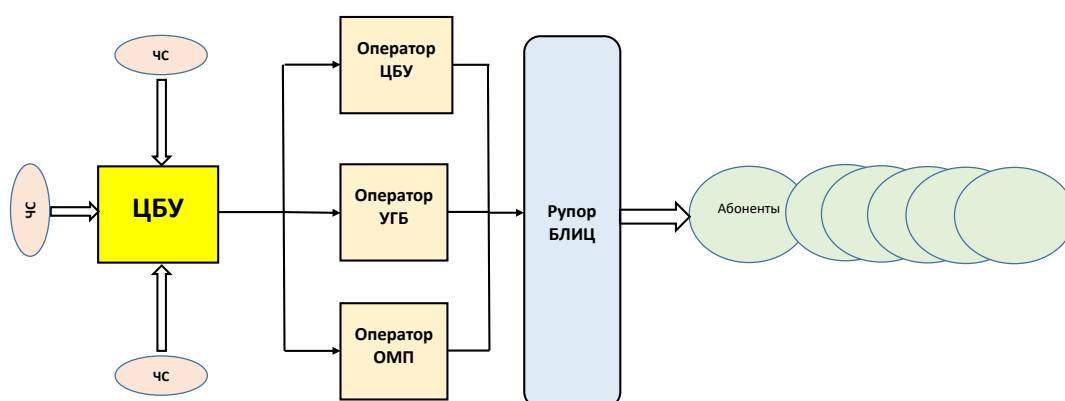 ЧС
Оператор
ЦБУ
ЧС
ЦБУ
Оператор
УГБ
Рупор
БЛИЦ
Абоненты
Оператор
ОМП
ЧС